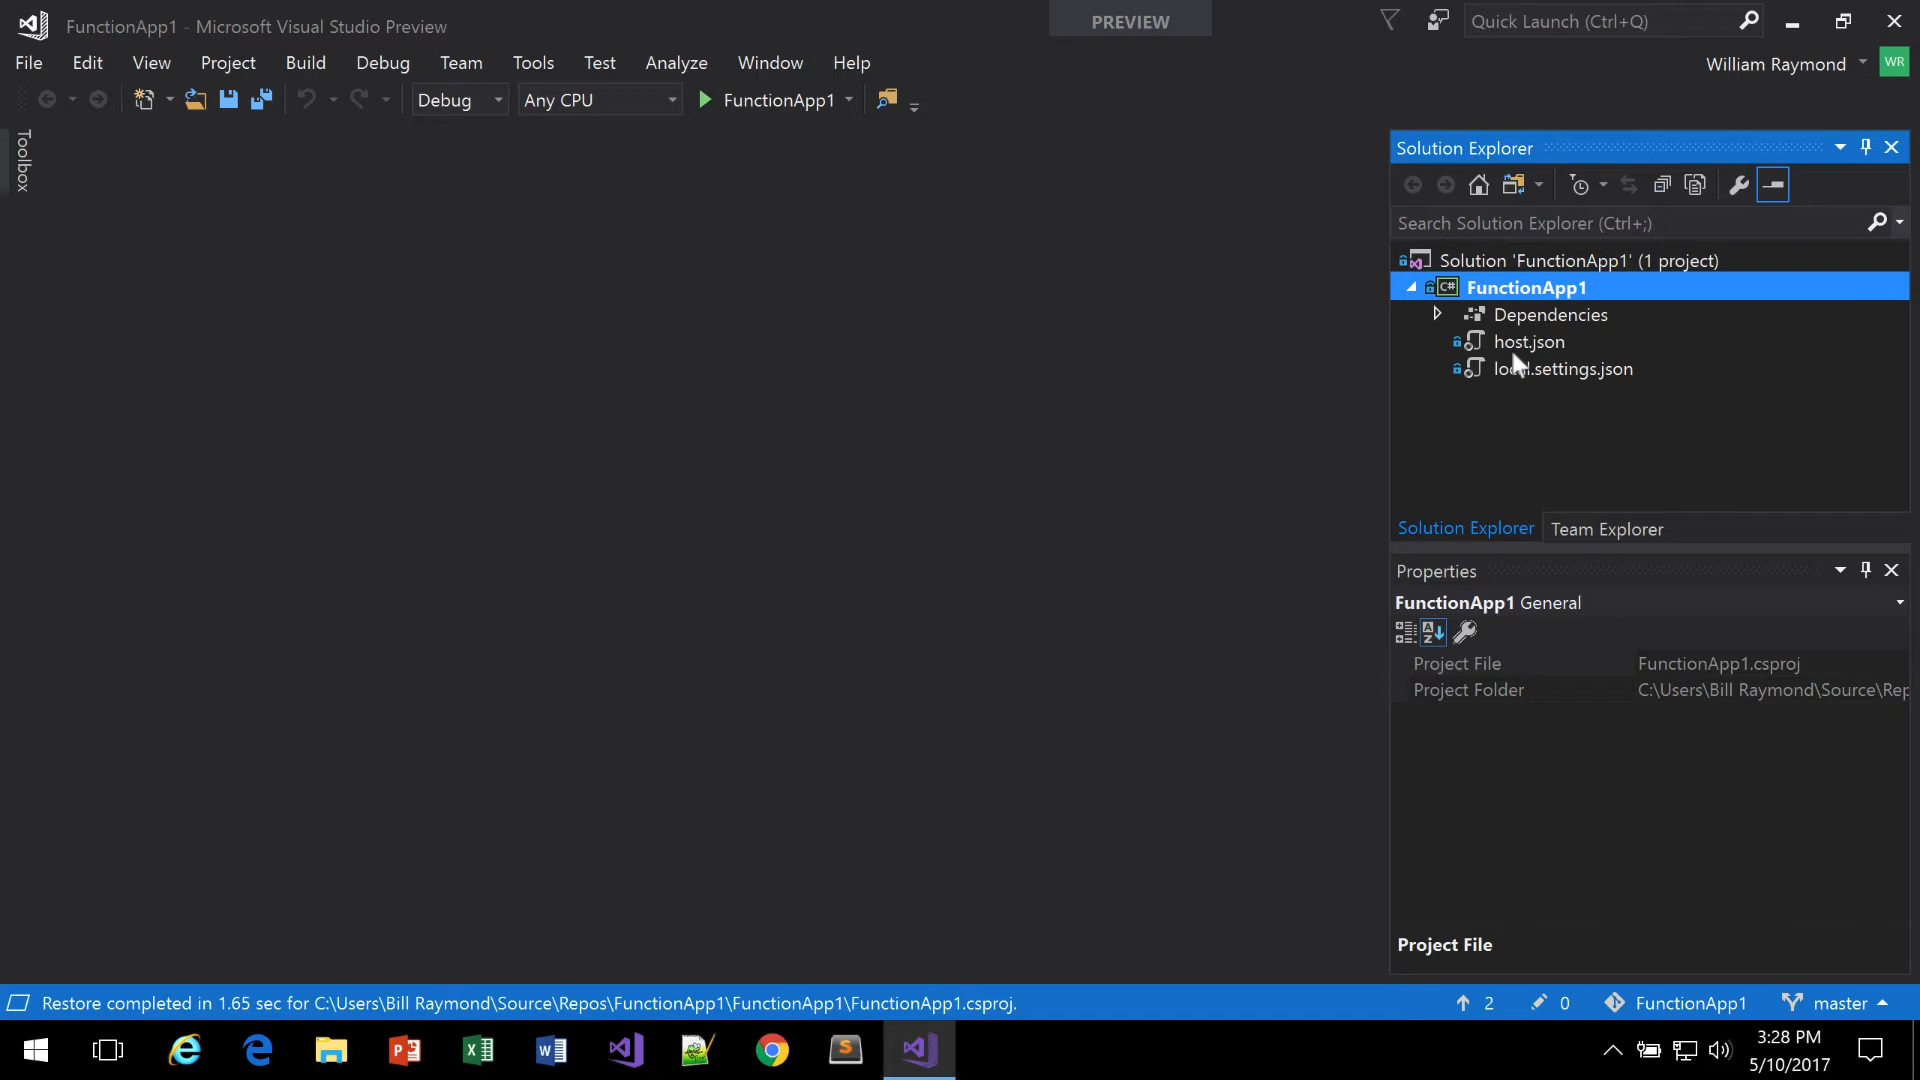 FunctionApp1 - Microsoft Visual Studio Preview
PREVIEW
Quick Launch (Ctrl+Q)
File Edit View Project Build Debug Team Tools Test Analyze Window Help
William Raymond WR
Debug Any CPU FunctionApp1
Toolbox
Solution Explorer
Search Solution Explorer (Ctrl+;)
Solution 'FunctionApp1' (1 project)
C# FunctionApp1
Dependencies
host.json
local.settings.json
Solution Explorer Team Explorer
Properties
FunctionApp1 General
Project File FunctionApp1.csproj
Project Folder C:\Users\Bill Raymond\Source\Rep
Project File
Restore completed in 1.65 sec for C:\Users\Bill Raymond\Source\Repos\FunctionApp1\FunctionApp1\FunctionApp1.csproj.
2 0 FunctionApp1 master
3:28 PM
5/10/2017